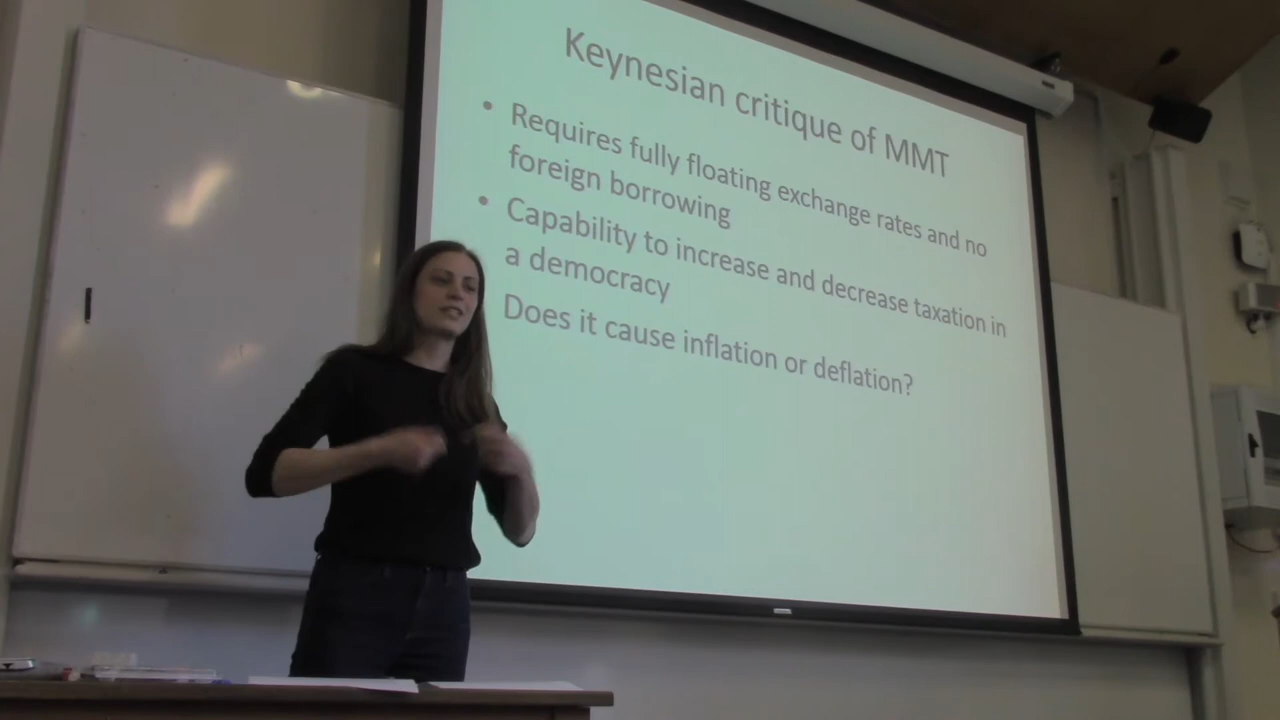 Keynesian critique of MMT
• Requires fully floating exchange rates and no
foreign borrowing
• Capability to increase and decrease taxation in
a democracy
Does it cause inflation or deflation?